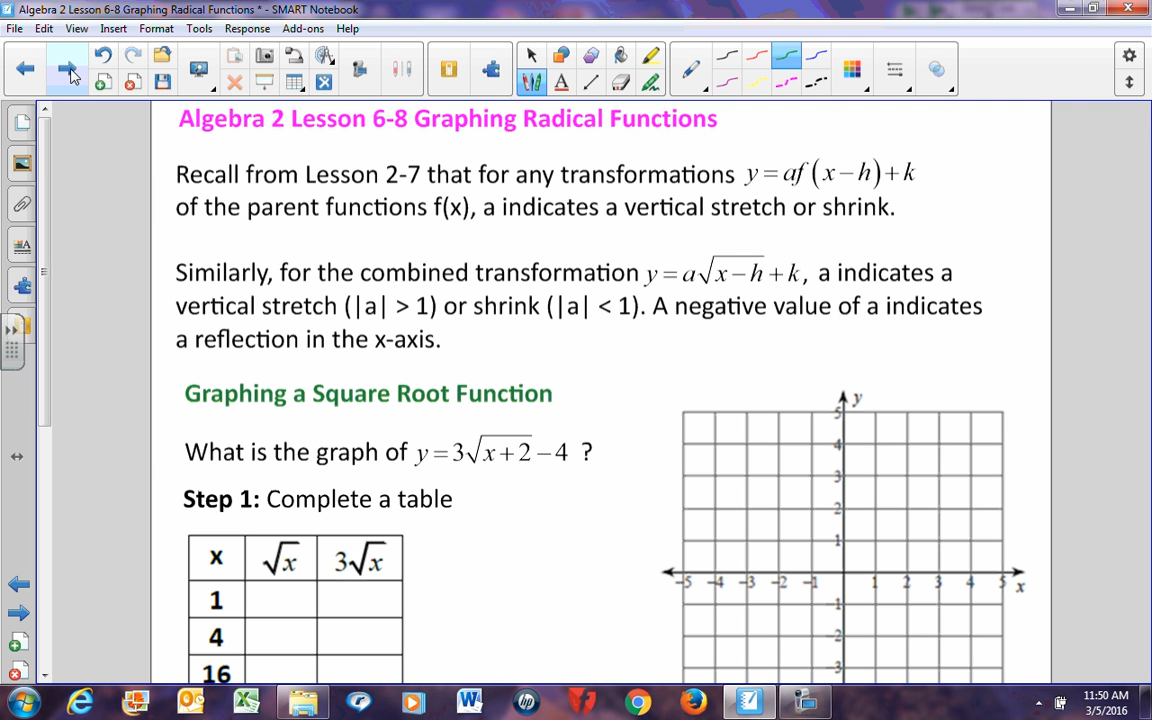 Algebra 2 Lesson 6-8 Graphing Radical Functions * - SMART Notebook
File Edit View Insert Format Tools Response Add-ons Help
Algebra 2 Lesson 6-8 Graphing Radical Functions
Recall from Lesson 2-7 that for any transformations y = af(x-h)+k
of the parent functions f(x), a indicates a vertical stretch or shrink.
Similarly, for the combined transformation y = a√(x-h) + k, a indicates a
vertical stretch (|a| > 1) or shrink (|a| < 1). A negative value of a indicates
a reflection in the x-axis.
Graphing a Square Root Function
What is the graph of y = 3√(x+2) - 4 ?
Step 1: Complete a table
x √x 3√x
1
4
16
y
5
4
3
2
1
-5 -4 -3 -2 -1 1 2 3 4 5 x
-1
-2
-3
11:50 AM
3/5/2016